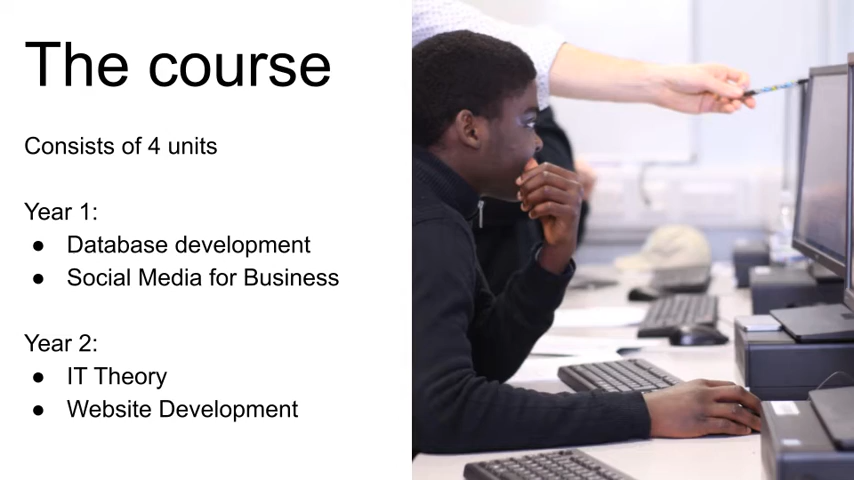 The course
Consists of 4 units
Year 1:
● Database development
● Social Media for Business
Year 2:
● IT Theory
● Website Development